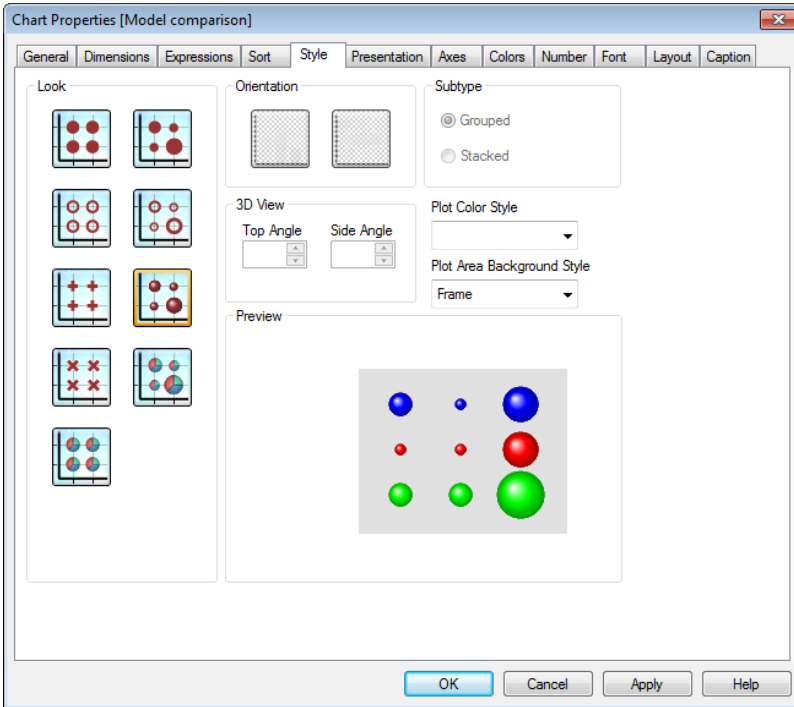 Chart Properties [Model comparison]
General Dimensions Expressions Sort Style Presentation Axes Colors Number Font Layout Caption
Look
Orientation
Subtype
Grouped
Stacked
3D View
Top Angle Side Angle
Plot Color Style
Plot Area Background Style
Frame
Preview
OK Cancel Apply Help